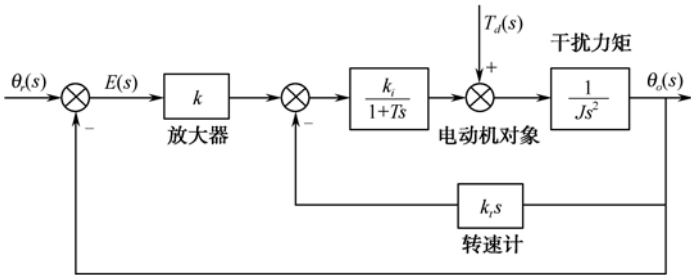 T_d(s)
干扰力矩
θ_r(s)
E(s)
k
k_i
1+Ts
+
1
Js²
θ_o(s)
−
放大器
−
电动机对象
k_t s
转速计